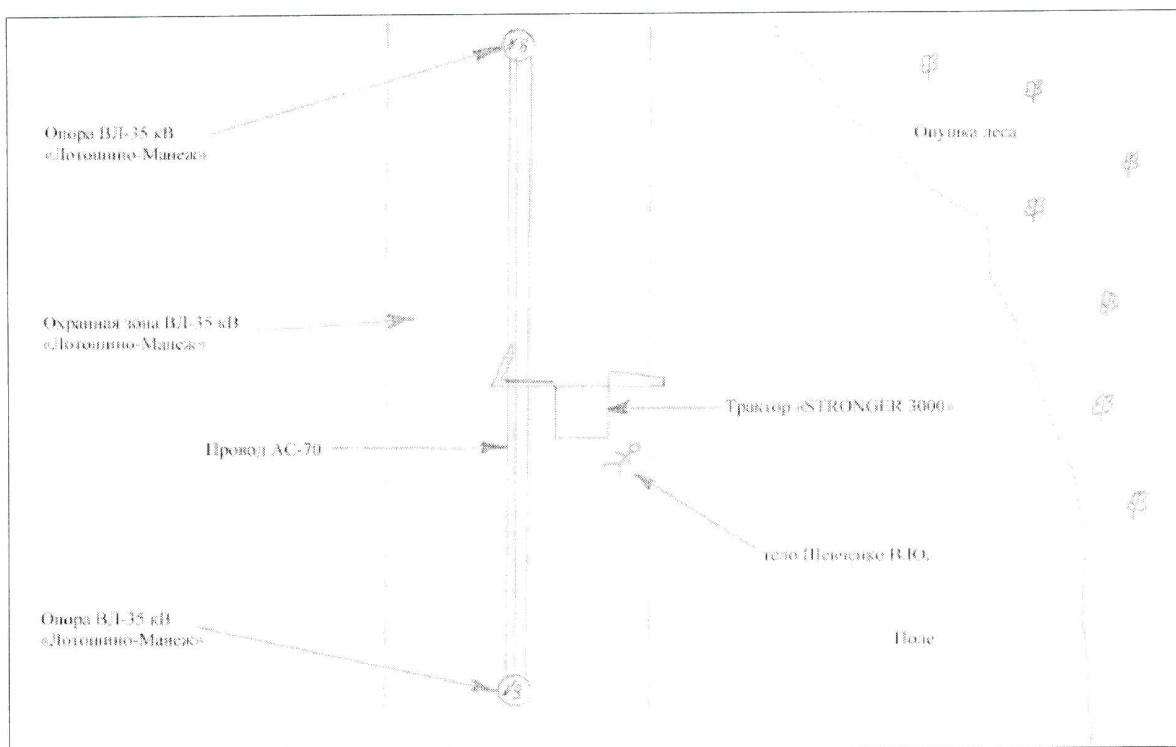 Опора ВЛ-35 кВ
«Лотошино-Манеж»
Опушка леса
Охранная зона ВЛ-35 кВ
«Лотошино-Манеж»
Трактор «STRONGER 3000»
Провод АС-70
тело Шевченко В.Ю.
Опора ВЛ-35 кВ
«Лотошино-Манеж»
Поле